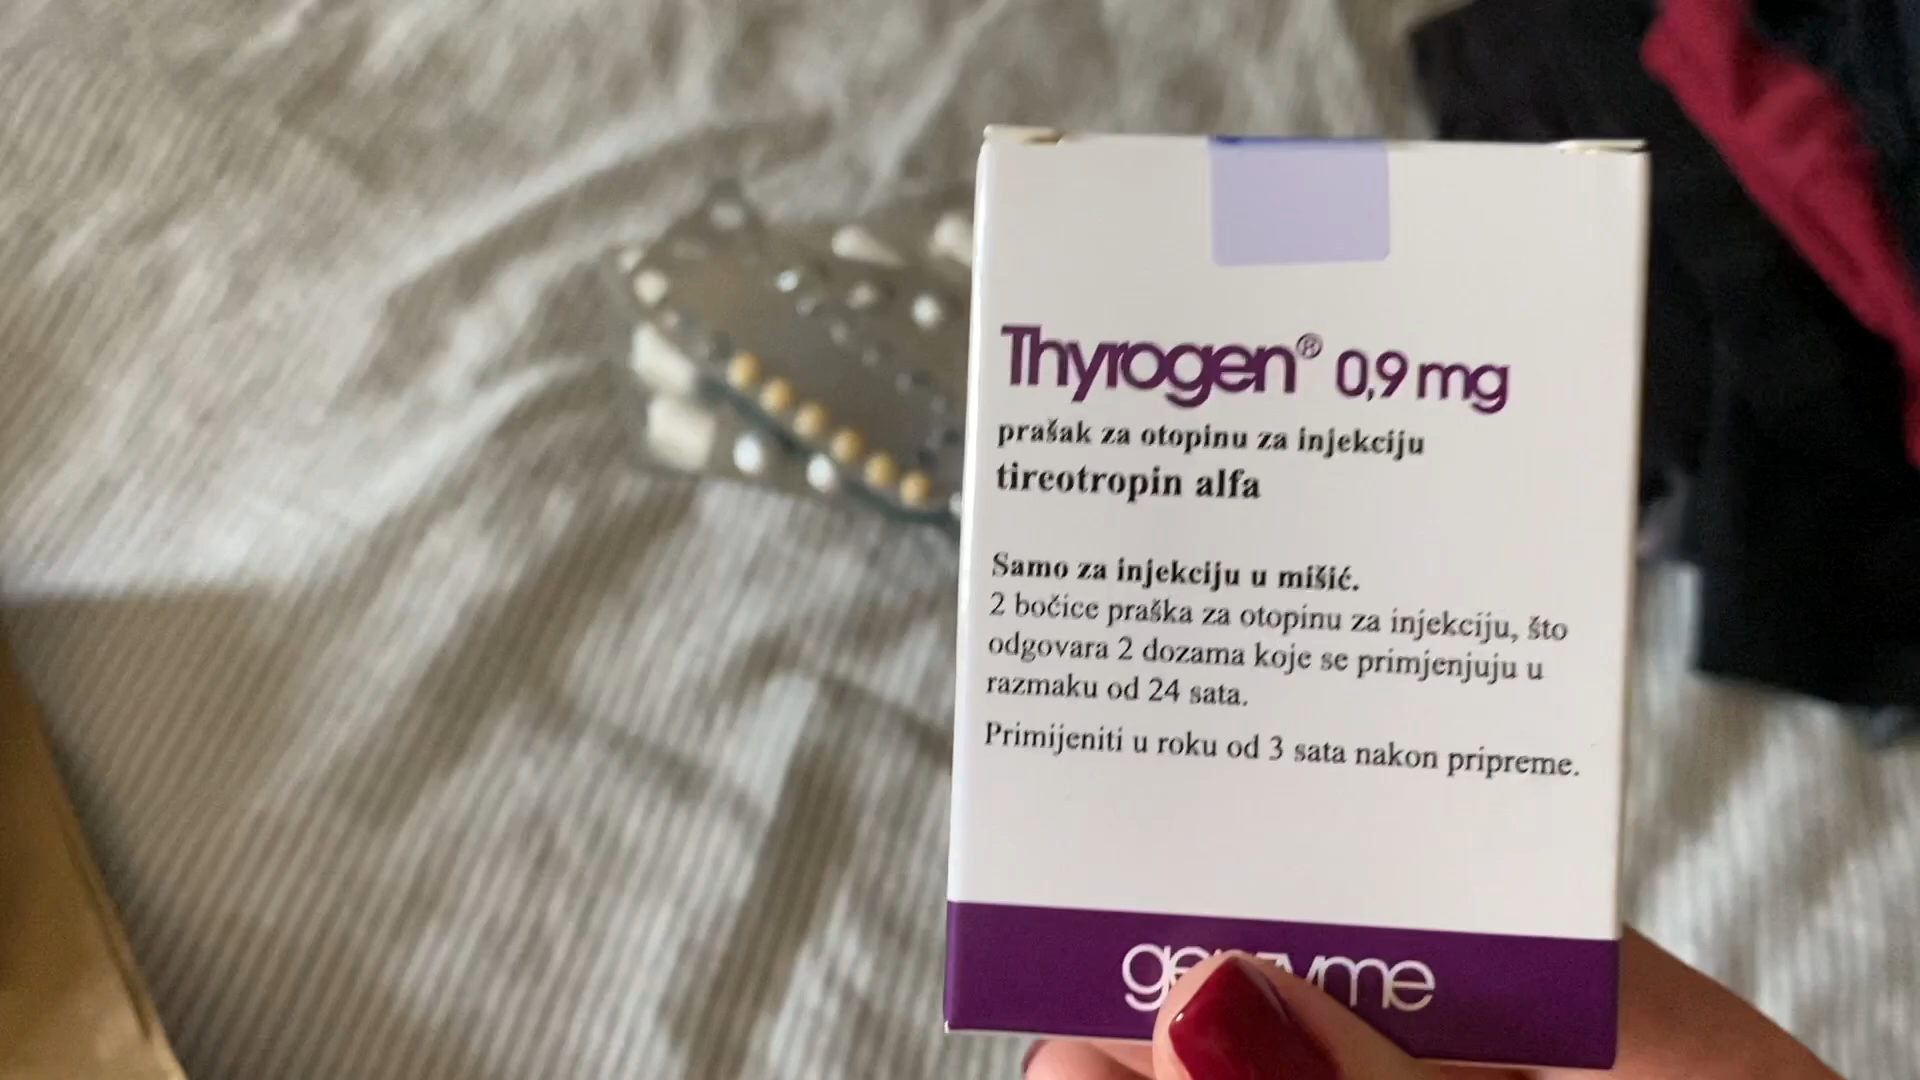 Thyrogen® 0,9 mg
prašak za otopinu za injekciju
tireotropin alfa
Samo za injekciju u mišić.
2 bočice praška za otopinu za injekciju, što
odgovara 2 dozama koje se primjenjuju u
razmaku od 24 sata.
Primijeniti u roku od 3 sata nakon pripreme.
genzyme